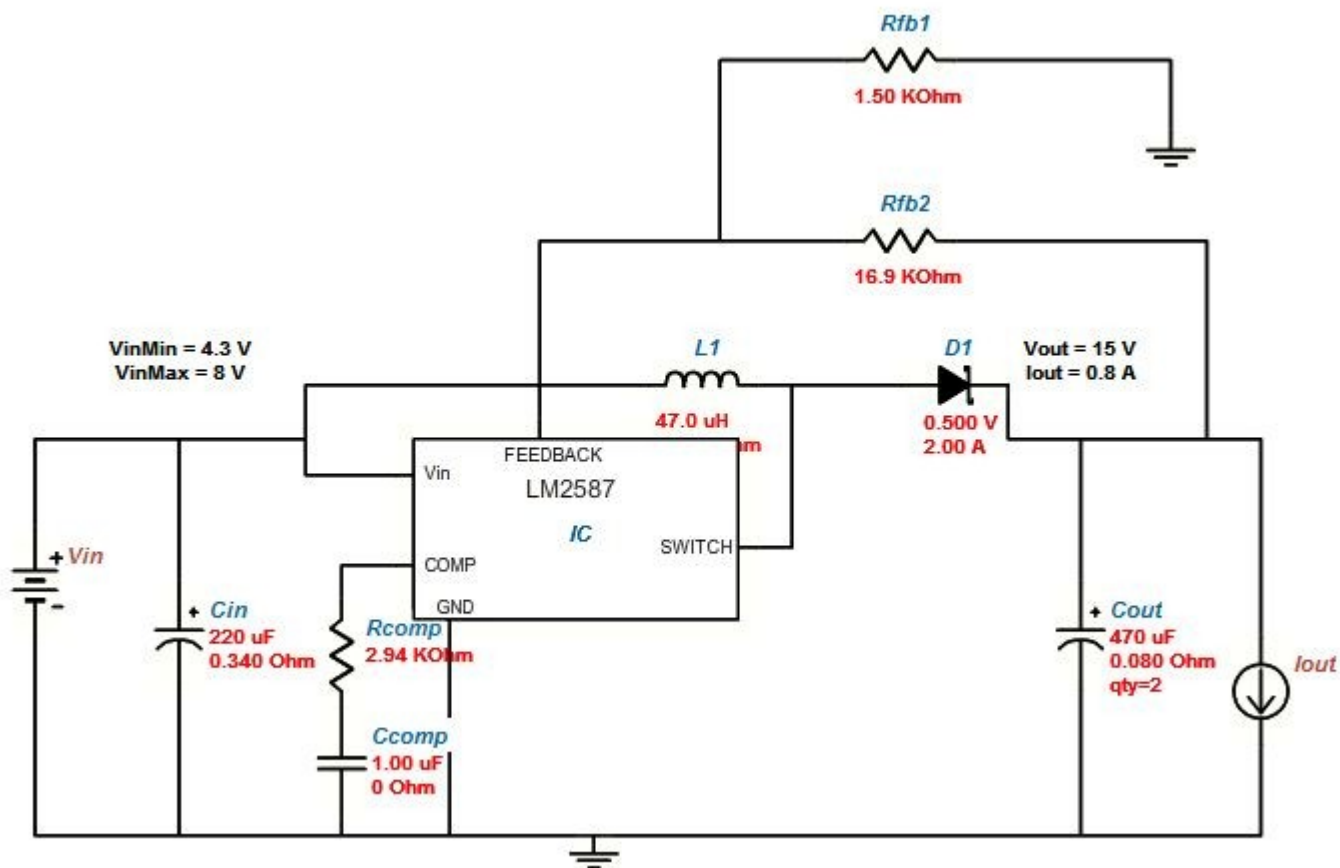 Rfb1
1.50 KOhm
Rfb2
16.9 KOhm
VinMin = 4.3 V
VinMax = 8 V
L1
47.0 uH
D1
0.500 V
2.00 A
Vout = 15 V
Iout = 0.8 A
FEEDBACK
Vin
LM2587
IC
SWITCH
COMP
GND
+ Vin
-
+ Cin
220 uF
0.340 Ohm
Rcomp
2.94 KOhm
Ccomp
1.00 uF
0 Ohm
+ Cout
470 uF
0.080 Ohm
qty=2
Iout